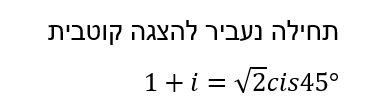 תחילה נעביר להצגה קוטבית
1 + i = √2cis45°